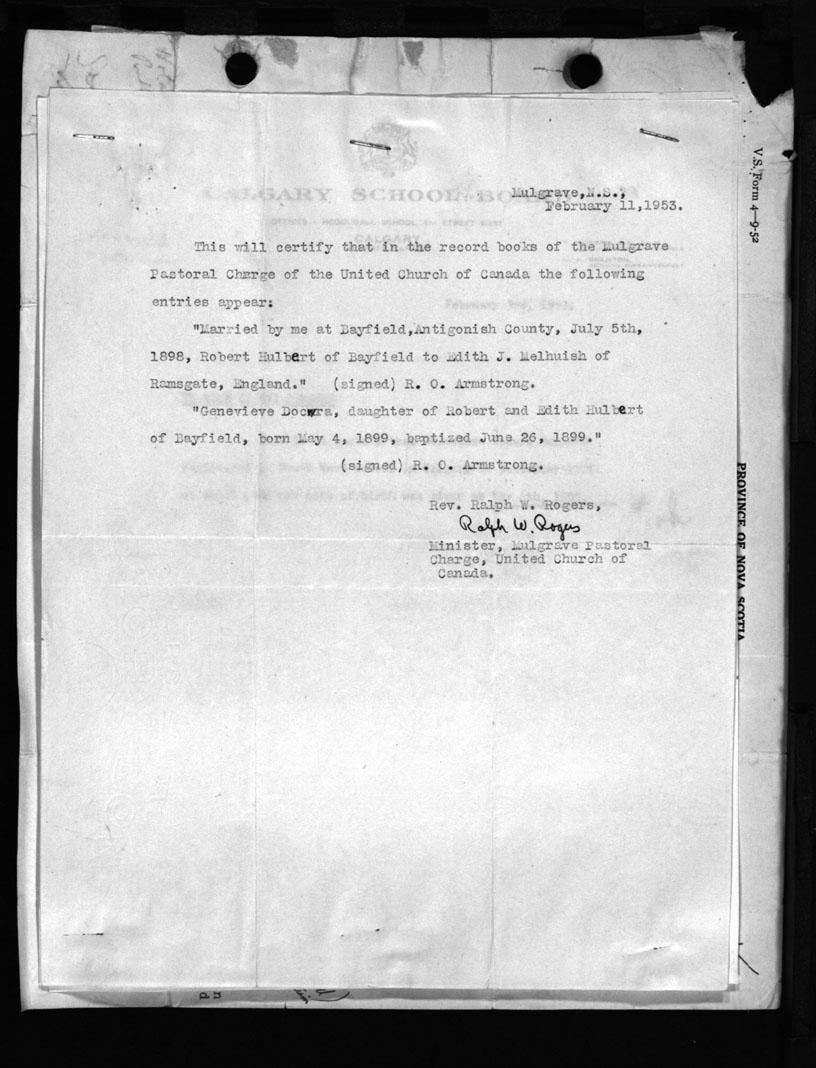 CALGARY SCHOOL BO
CALGARY
Mulgrave,N.S.,
February 11,1953.
V.S. Form 4—9-52
This will certify that in the record books of the Mulgrave
Pastoral Charge of the United Church of Canada the following
entries appear:
"Married by me at Bayfield,Antigonish County, July 5th,
1898, Robert Hulbert of Bayfield to Edith J. Melhuish of
Ramsgate, England." (signed) R. O. Armstrong.
"Genevieve Docwra, daughter of Robert and Edith Hulbert
of Bayfield, born May 4, 1899, baptized June 26, 1899."
(signed) R. O. Armstrong.
Rev. Ralph W. Rogers,
Ralph W. Rogers
Minister, Mulgrave Pastoral
Charge, United Church of
Canada.
PROVINCE OF NOVA SCOTIA